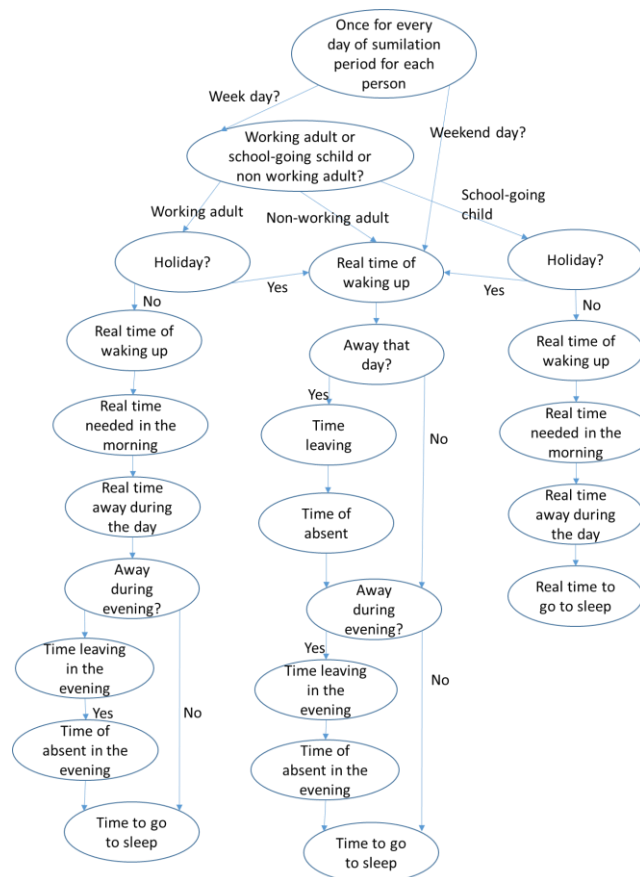 Once for every
day of sumilation
period for each
person
Week day?
Weekend day?
Working adult or
school-going schild or
non working adult?
School-going
child
Working adult
Non-working adult
Holiday?
Real time of
waking up
Holiday?
Yes
Yes
No
No
Real time of
waking up
Away that
day?
Real time of
waking up
Yes
No
Real time
needed in the
morning
Time
leaving
Real time
needed in the
morning
Real time
away during
the day
Time of
absent
Real time
away during
the day
Away
during
evening?
Away
during
evening?
Real time to
go to sleep
Yes
Time leaving
in the
evening
No
Time leaving
in the
evening
Yes
No
Time of
absent in the
evening
Time of
absent in the
evening
Time to go
to sleep
Time to go
to sleep